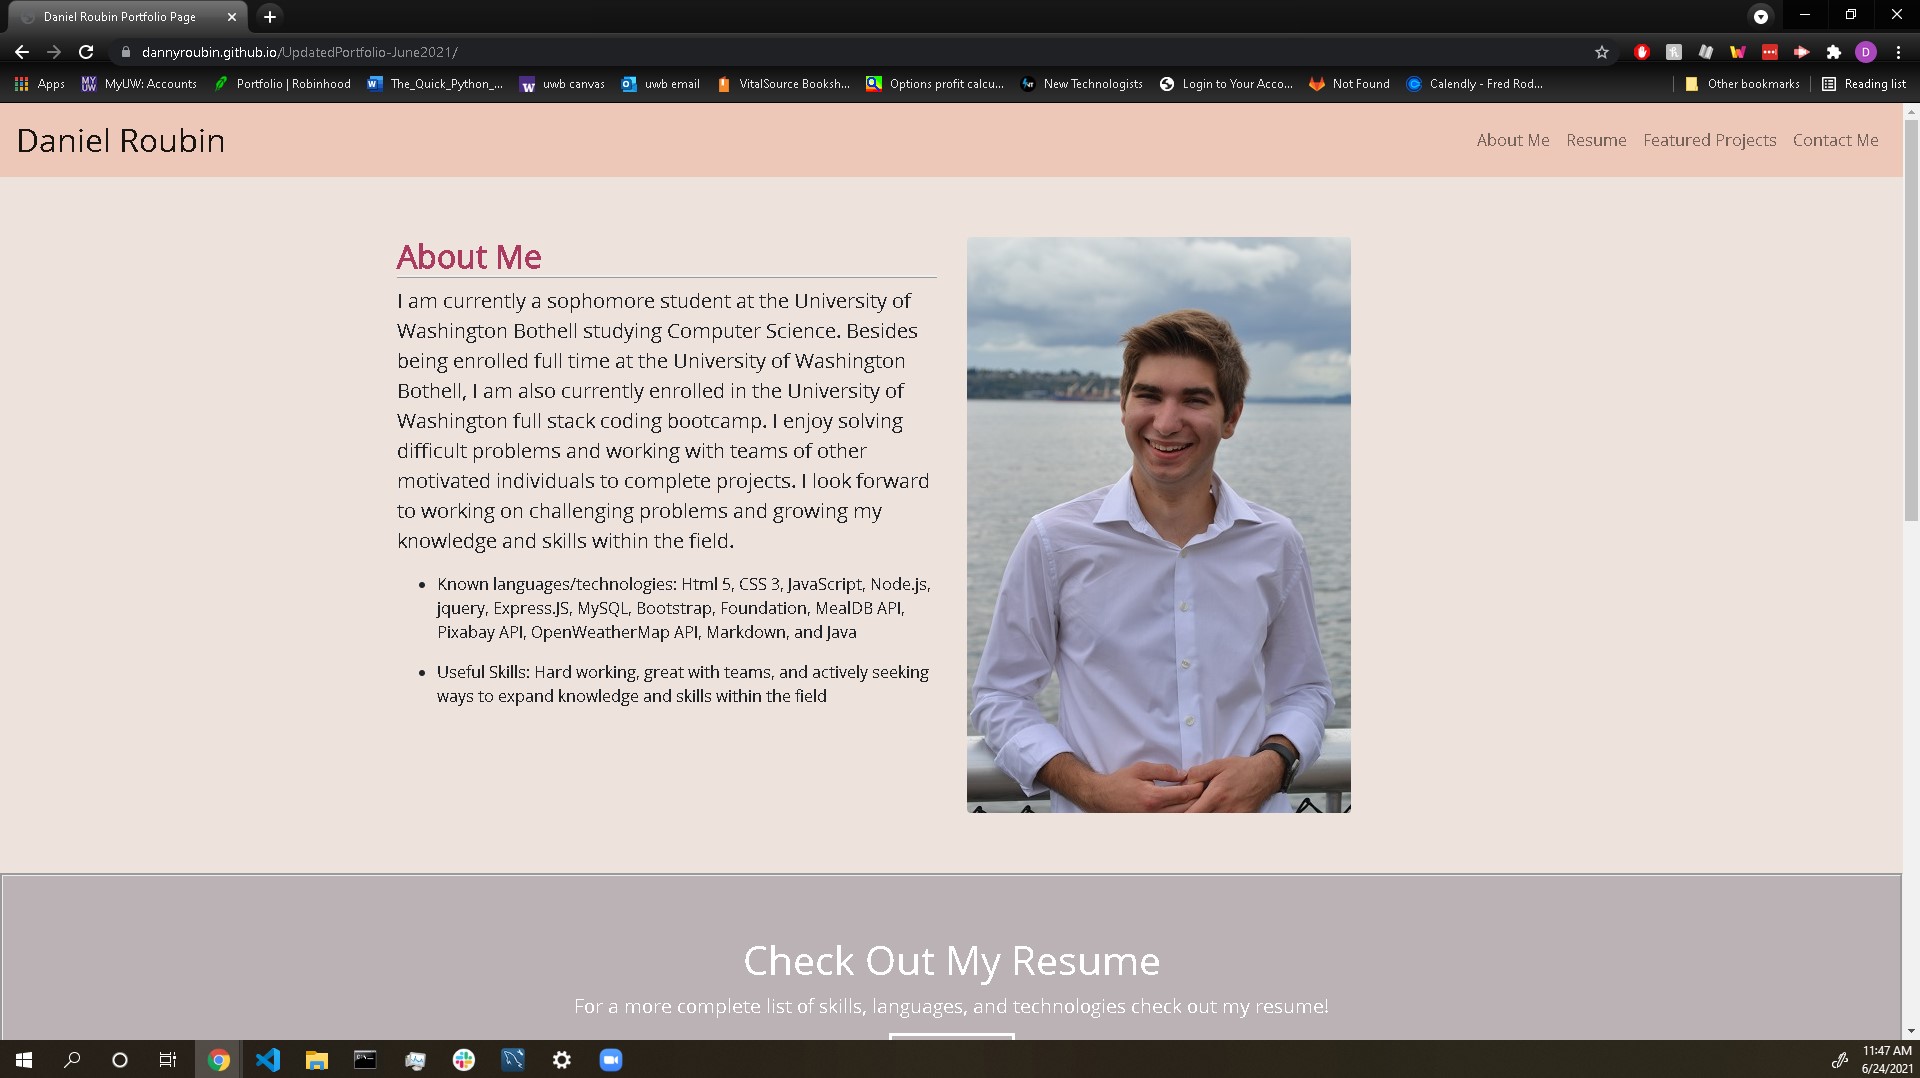 Daniel Roubin Portfolio Page
dannyroubin.github.io/UpdatedPortfolio-June2021/
Apps MyUW: Accounts Portfolio | Robinhood The_Quick_Python_... uwb canvas uwb email VitalSource Booksh... Options profit calcu... New Technologists Login to Your Acco... Not Found Calendly - Fred Rod... Other bookmarks Reading list
Daniel Roubin
About Me Resume Featured Projects Contact Me
About Me
I am currently a sophomore student at the University of
Washington Bothell studying Computer Science. Besides
being enrolled full time at the University of Washington
Bothell, I am also currently enrolled in the University of
Washington full stack coding bootcamp. I enjoy solving
difficult problems and working with teams of other
motivated individuals to complete projects. I look forward
to working on challenging problems and growing my
knowledge and skills within the field.
Known languages/technologies: Html 5, CSS 3, JavaScript, Node.js,
jquery, Express.JS, MySQL, Bootstrap, Foundation, MealDB API,
Pixabay API, OpenWeatherMap API, Markdown, and Java
Useful Skills: Hard working, great with teams, and actively seeking
ways to expand knowledge and skills within the field
Check Out My Resume
For a more complete list of skills, languages, and technologies check out my resume!
11:47 AM
6/24/2021